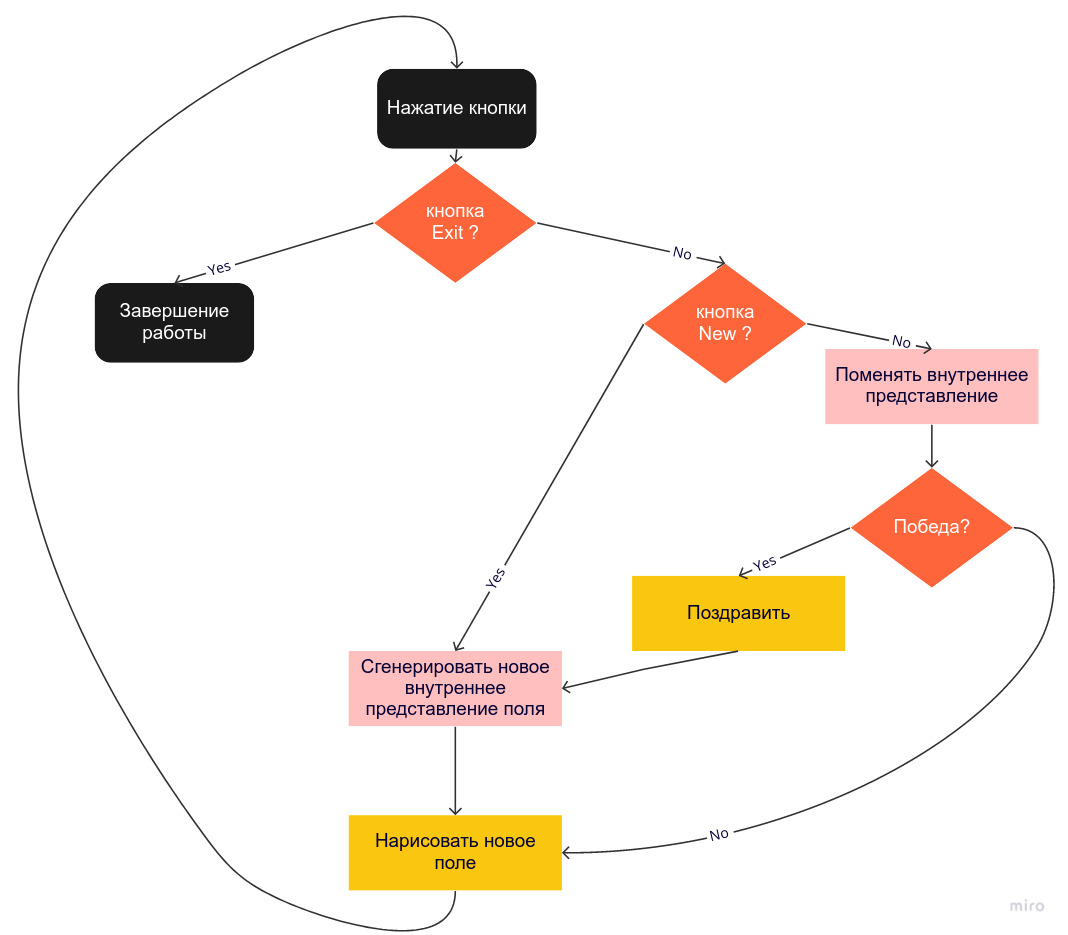 Нажатие кнопки
кнопка
Exit ?
Yes
No
Завершение
работы
кнопка
New ?
No
Поменять внутреннее
представление
Победа?
Yes
Yes
Поздравить
Сгенерировать новое
внутреннее
представление поля
No
Нарисовать новое
поле
miro